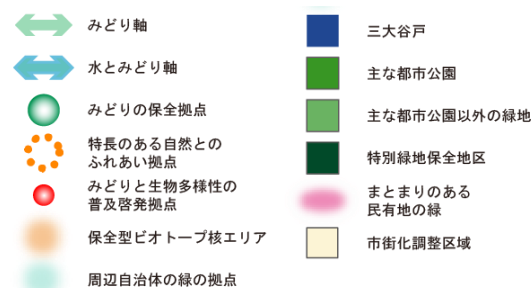 みどり軸
水とみどり軸
みどりの保全拠点
特長のある自然との
ふれあい拠点
みどりと生物多様性の
普及啓発拠点
保全型ビオトープ核エリア
周辺自治体の緑の拠点
三大谷戸
主な都市公園
主な都市公園以外の緑地
特別緑地保全地区
まとまりのある
民有地の緑
市街化調整区域